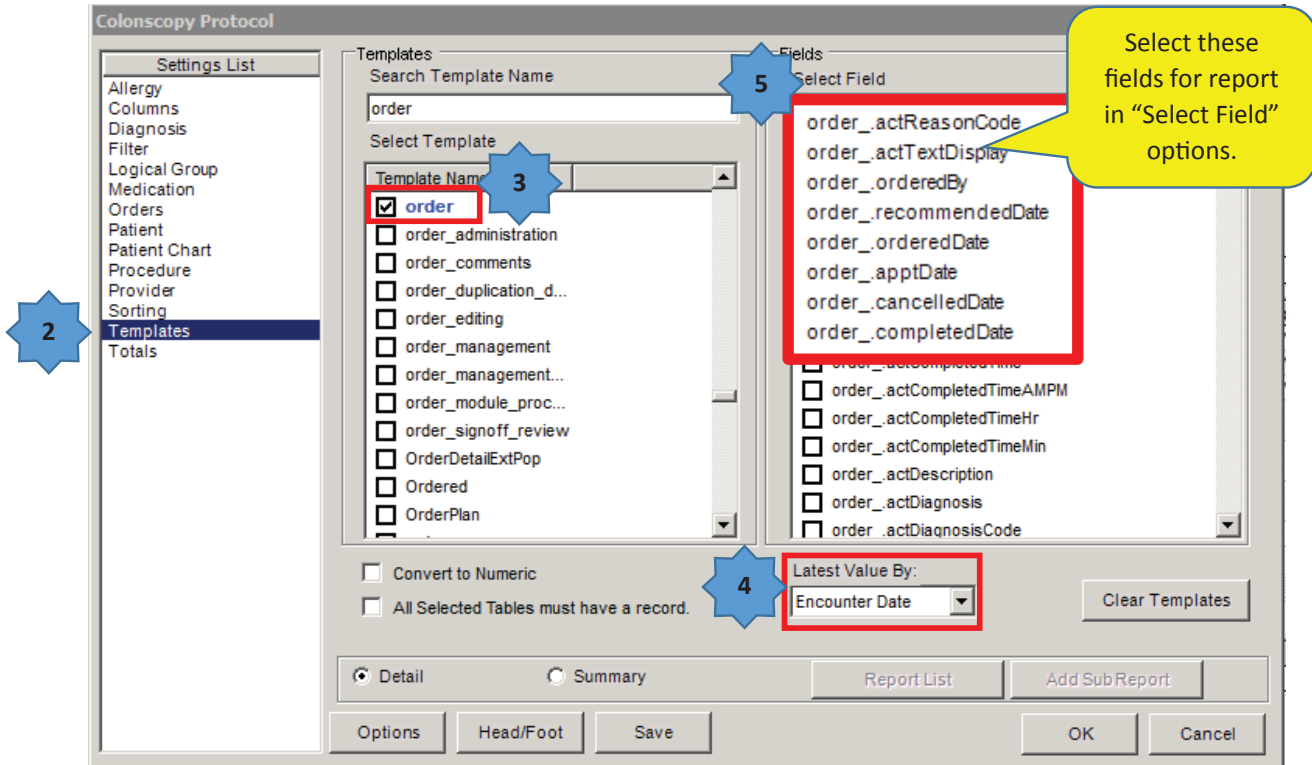 Colonscopy Protocol
Settings List
Allergy
Columns
Diagnosis
Filter
Logical Group
Medication
Orders
Patient
Patient Chart
Procedure
Provider
Sorting
2
Templates
Totals
Templates
Search Template Name
order
Select Template
Template Name
3
order
order_administration
order_comments
order_duplication_d...
order_editing
order_management
order_management...
order_module_proc...
order_signoff_review
OrderDetailExtPop
Ordered
OrderPlan
Fields
5
Select Field
order_.actReasonCode
order_.actTextDisplay
order_.orderedBy
order_.recommendedDate
order_.orderedDate
order_.apptDate
order_.cancelledDate
order_.completedDate
order_.actCompletedTime
order_.actCompletedTimeAMPM
order_.actCompletedTimeHr
order_.actCompletedTimeMin
order_.actDescription
order_.actDiagnosis
order_.actDiagnosisCode
Select these
fields for report
in “Select Field”
options.
Convert to Numeric
All Selected Tables must have a record.
4
Latest Value By:
Encounter Date
Clear Templates
Detail
Summary
Report List
Add Sub Report
Options
Head/Foot
Save
OK
Cancel